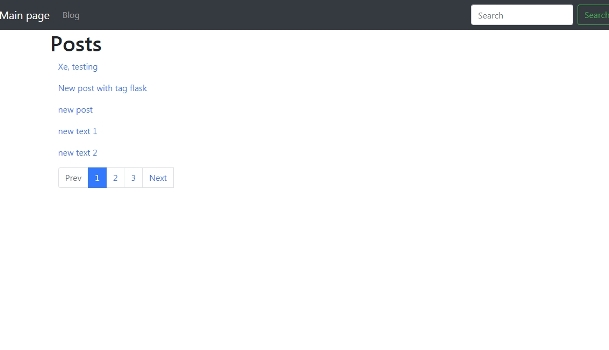 Main page Blog Search Search
Posts
Xe, testing
New post with tag flask
new post
new text 1
new text 2
Prev 1 2 3 Next